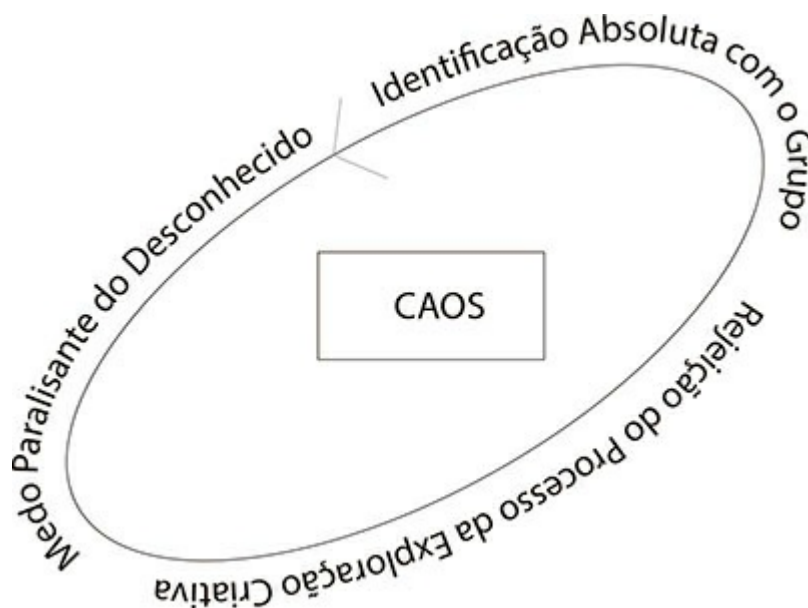 Medo Paralisante do Desconhecido
Identificação Absoluta com o Grupo
Rejeição do Processo da Exploração Criativa
CAOS